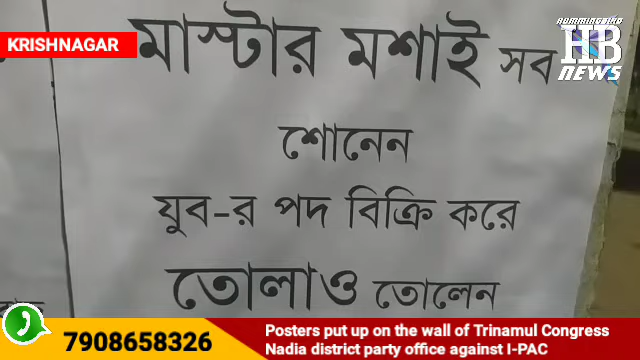 KRISHNAGAR
HUMMINGBIRD
HB
NEWS
মাস্টার মশাই সব
শোনেন
যুব-র পদ বিক্রি করে
তোলাও তোলেন
7908658326
Posters put up on the wall of Trinamul Congress
Nadia district party office against I-PAC